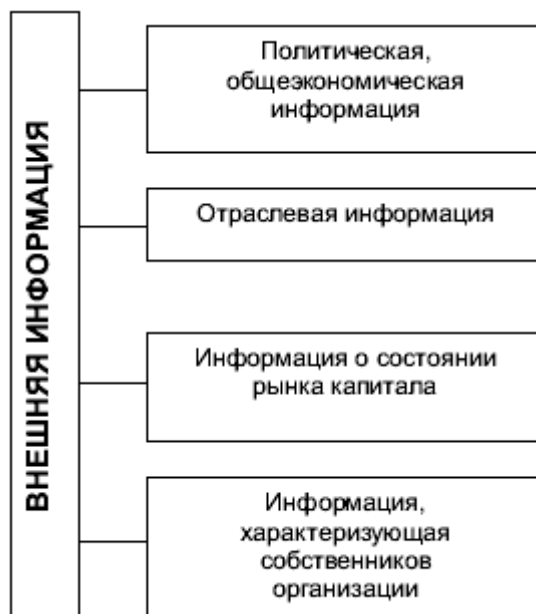 ВНЕШНЯЯ ИНФОРМАЦИЯ
Политическая,
общеэкономическая
информация
Отраслевая информация
Информация о состоянии
рынка капитала
Информация,
характеризующая
собственников
организации